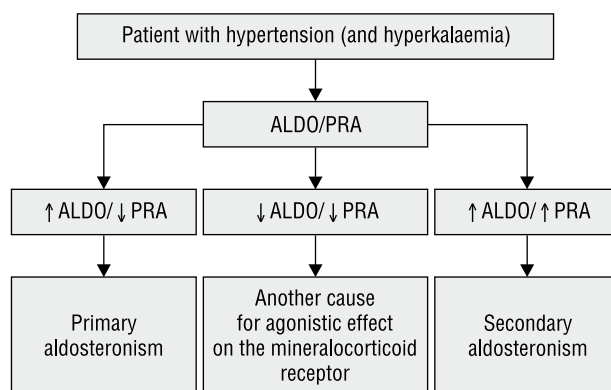 Patient with hypertension (and hyperkalaemia)
ALDO/PRA
↑ ALDO/↓ PRA
↓ ALDO/↓ PRA
↑ ALDO/ ↑ PRA
Primary
aldosteronism
Another cause
for agonistic effect
on the mineralocorticoid
receptor
Secondary
aldosteronism